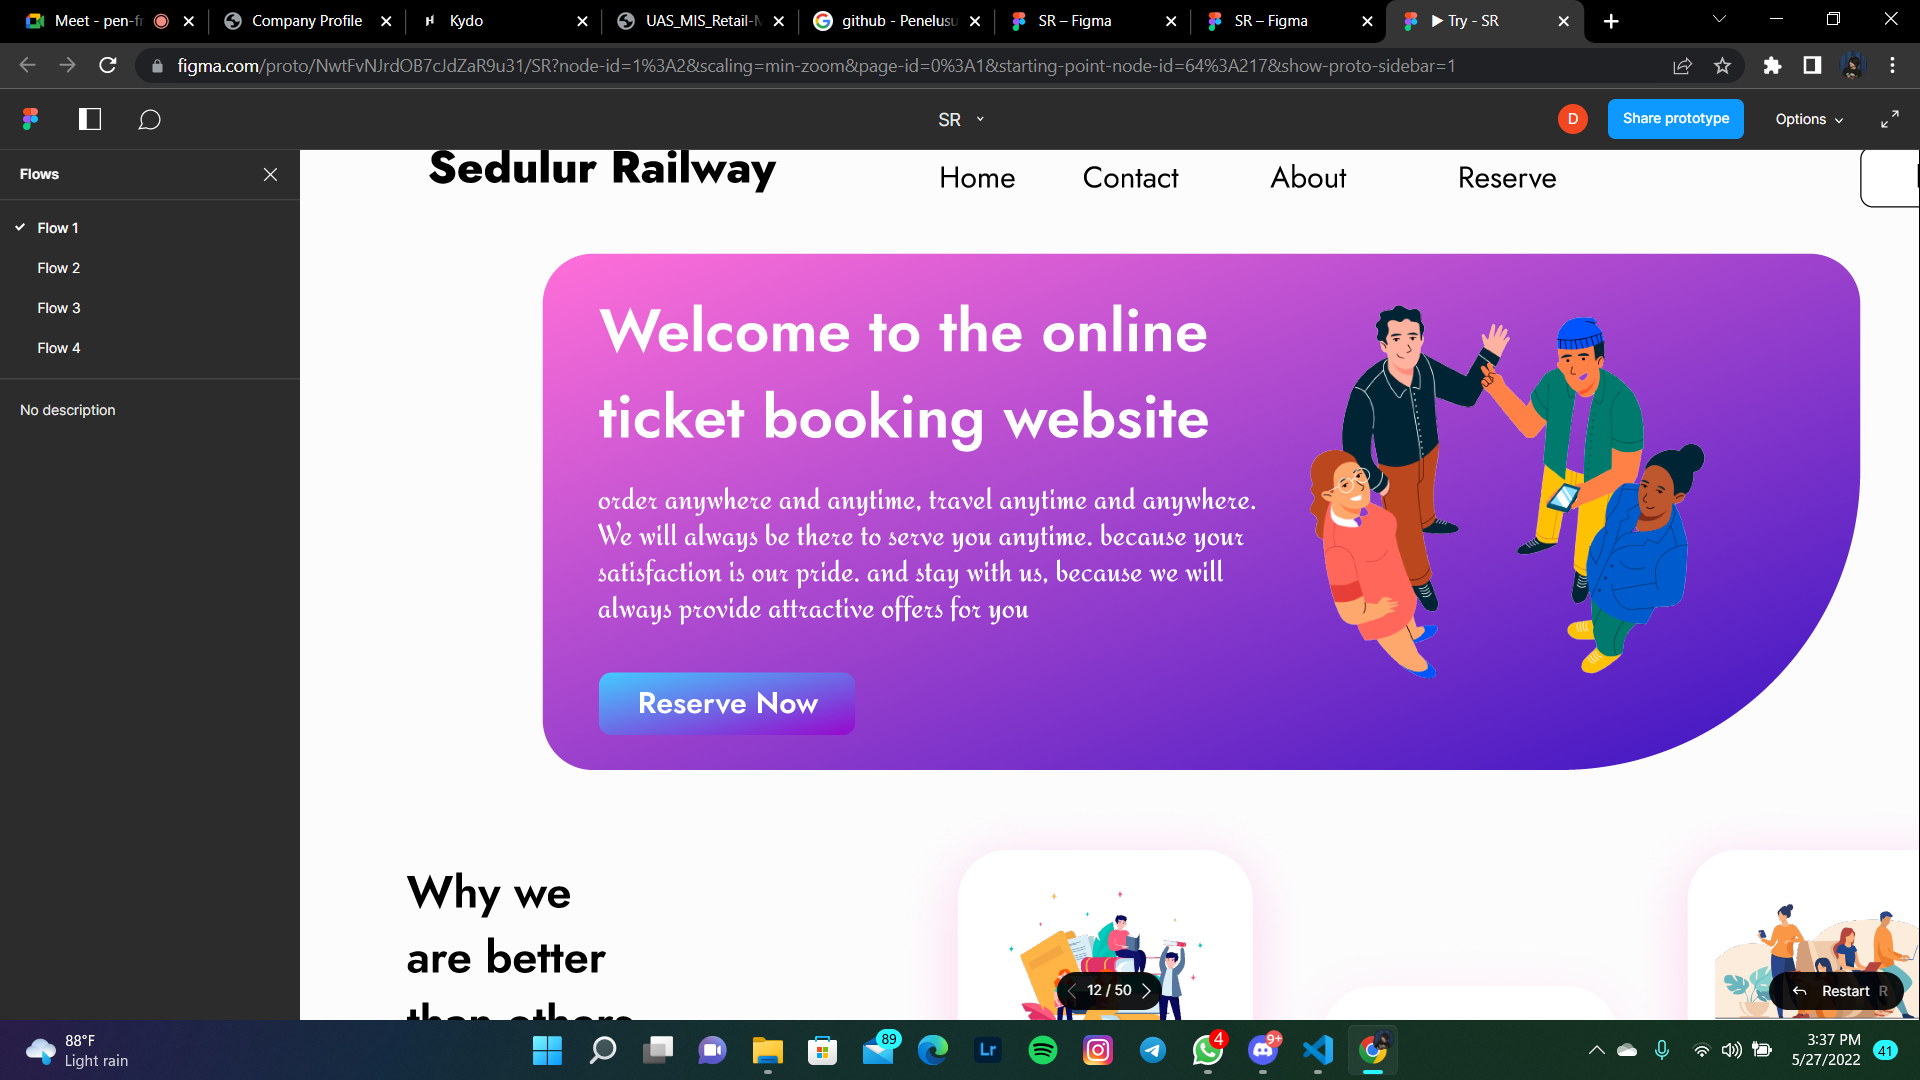 Meet - pen-fr
Company Profile
Kydo
UAS_MIS_Retail-M
github - Penelusu
SR – Figma
SR – Figma
▶ Try - SR
figma.com/proto/NwtFvNJrdOB7cJdZaR9u31/SR?node-id=1%3A2&scaling=min-zoom&page-id=0%3A1&starting-point-node-id=64%3A217&show-proto-sidebar=1
SR
D
Share prototype
Options
Flows
Flow 1
Flow 2
Flow 3
Flow 4
No description
Sedulur Railway
Home
Contact
About
Reserve
Welcome to the online
ticket booking website
order anywhere and anytime, travel anytime and anywhere.
We will always be there to serve you anytime. because your
satisfaction is our pride. and stay with us, because we will
always provide attractive offers for you
Reserve Now
Why we
are better
than others
12 / 50
Restart R
88°F
Light rain
89
Lr
4
9+
3:37 PM
5/27/2022
41